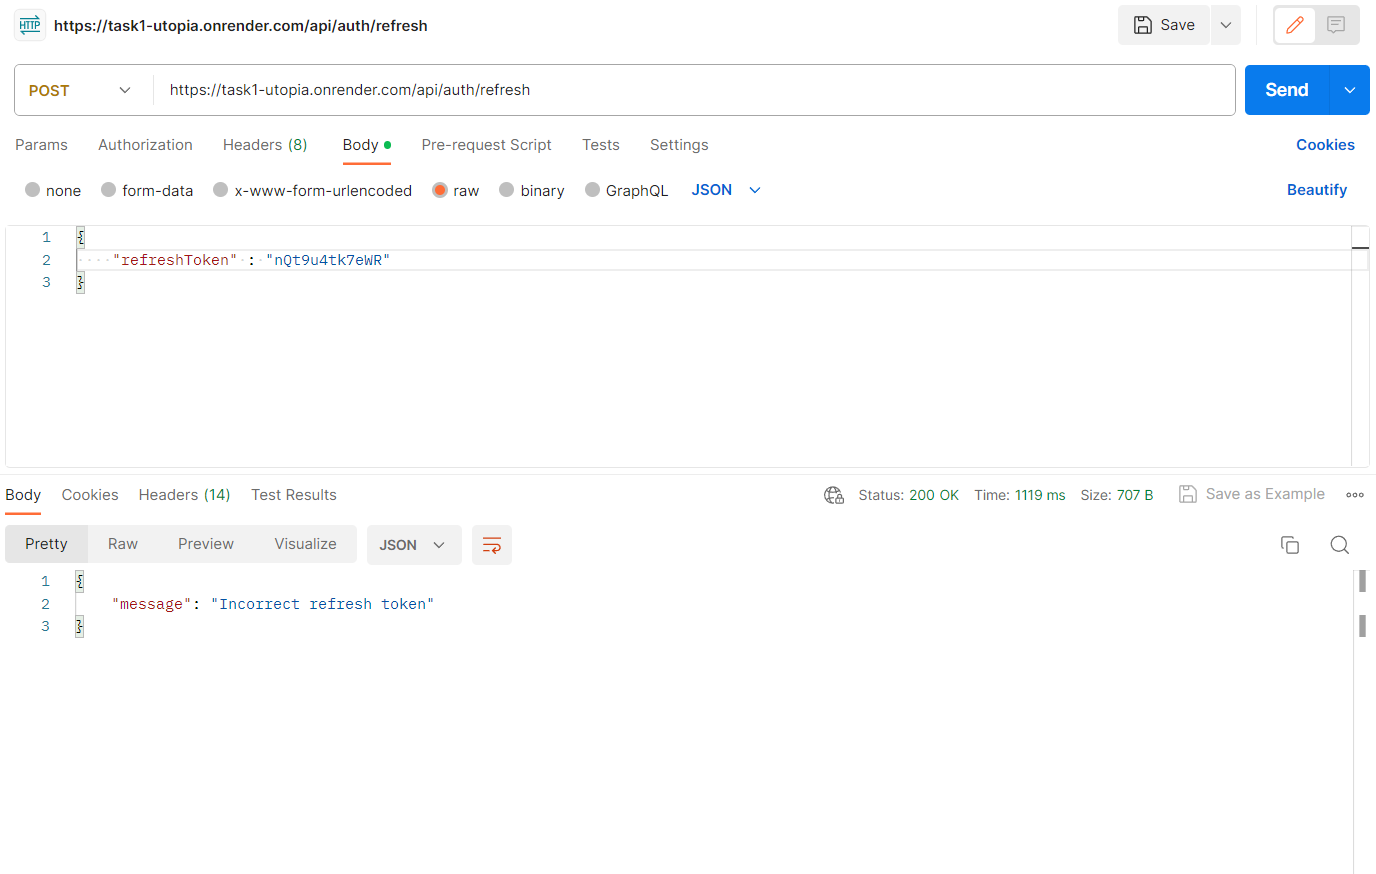 HTTP https://task1-utopia.onrender.com/api/auth/refresh Save
POST https://task1-utopia.onrender.com/api/auth/refresh Send
Params Authorization Headers (8) Body Pre-request Script Tests Settings Cookies
none form-data x-www-form-urlencoded raw binary GraphQL JSON Beautify
1 {
2 "refreshToken" : "nQt9u4tk7eWR"
3 }
Body Cookies Headers (14) Test Results Status: 200 OK Time: 1119 ms Size: 707 B Save as Example
Pretty Raw Preview Visualize JSON
1 {
2 "message": "Incorrect refresh token"
3 }